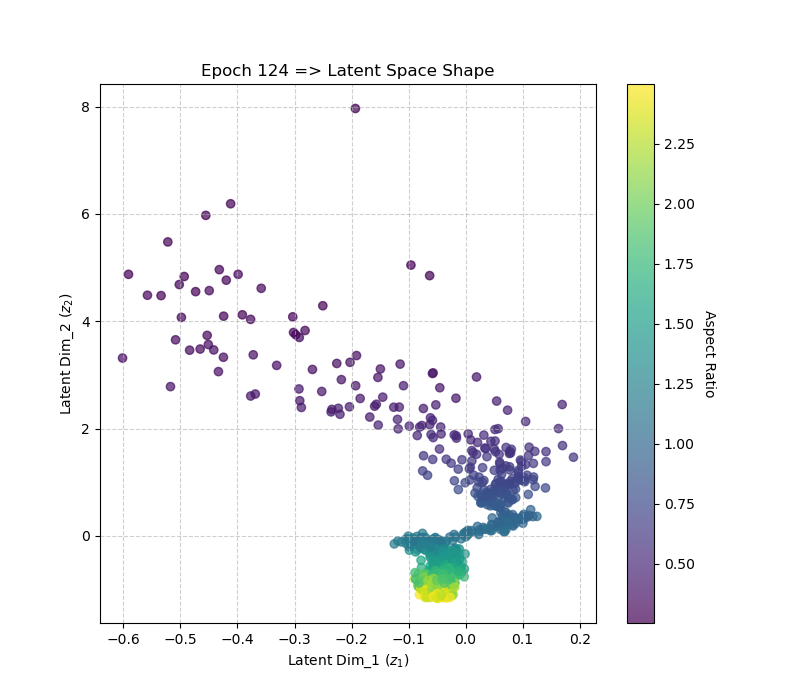 Epoch 124 => Latent Space Shape
8
6
4
2
0
Latent Dim_2 (z₂)
−0.6 −0.5 −0.4 −0.3 −0.2 −0.1 0.0 0.1 0.2
Latent Dim_1 (z₁)
2.25
2.00
1.75
1.50
1.25
1.00
0.75
0.50
Aspect Ratio